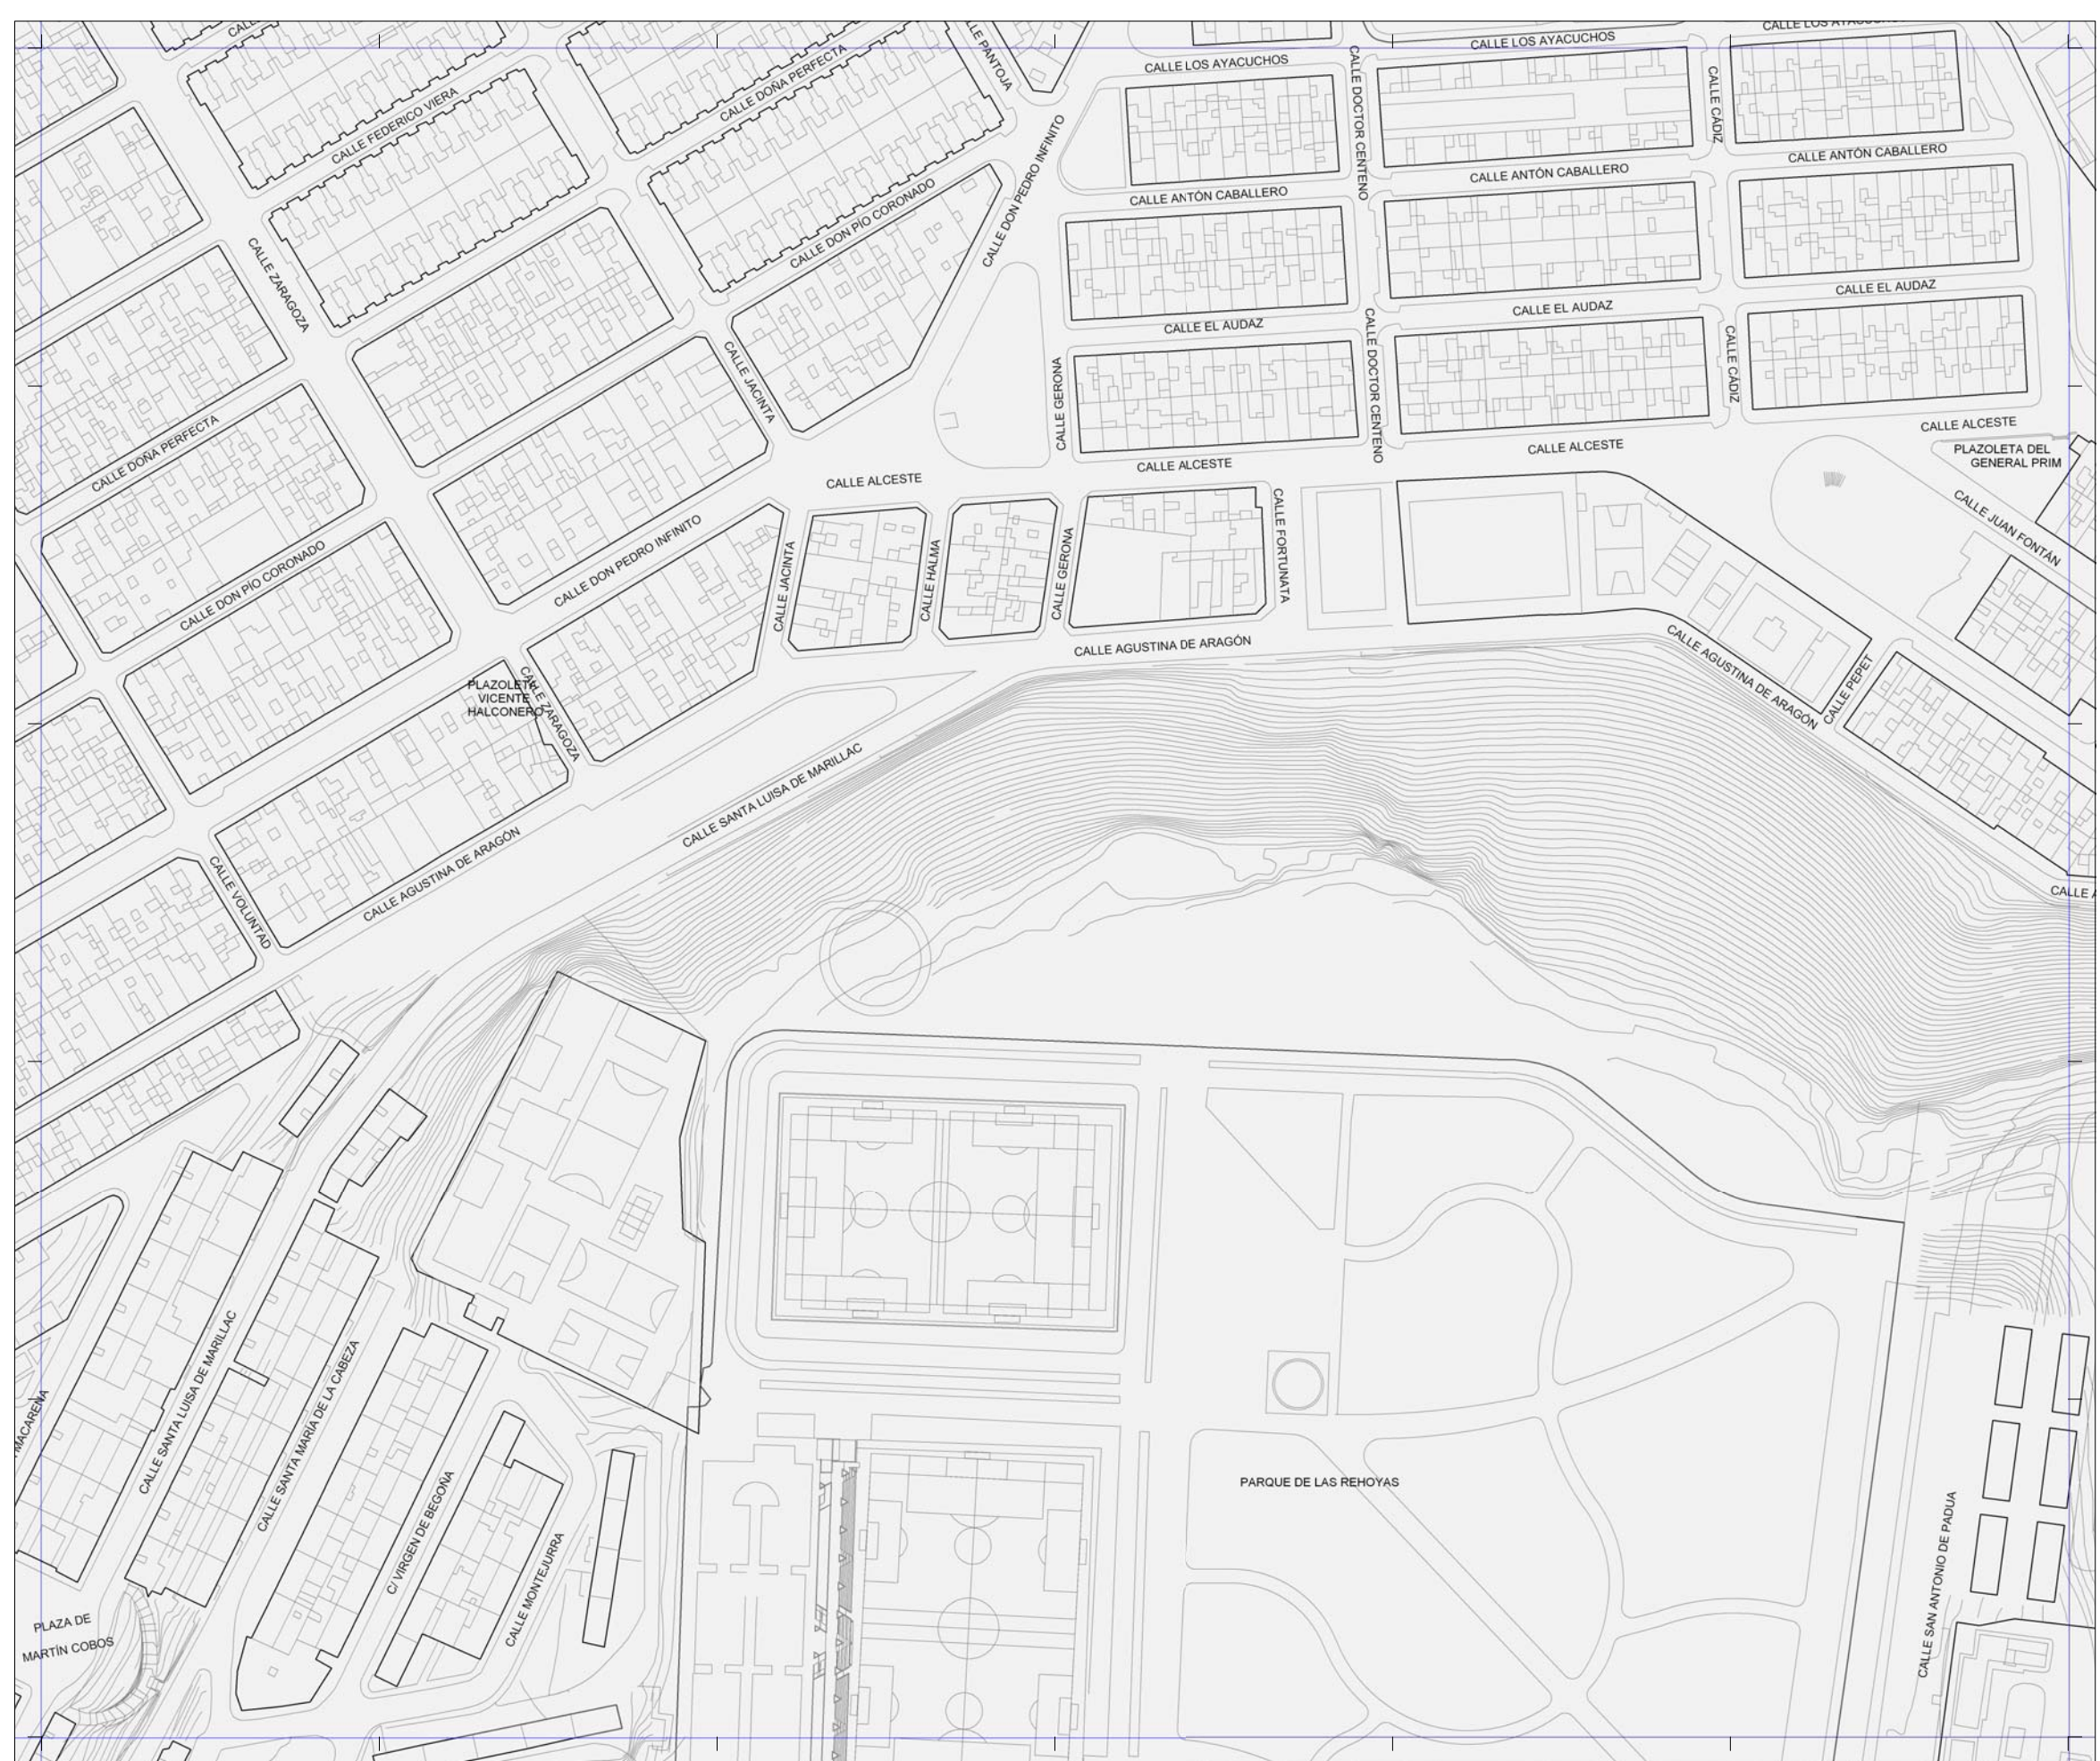 CALLE
CALLE LOS AYACUCHOS
CALLE PANTOJA
CALLE LOS AYACUCHOS
CALLE LOS AYACUCHOS
CALLE DOÑA PERFECTA
CALLE FEDERICO VIERA
CALLE DOCTOR CENTENO
CALLE CÁDIZ
CALLE DON PEDRO INFINITO
CALLE ANTÓN CABALLERO
CALLE ANTÓN CABALLERO
CALLE ANTÓN CABALLERO
CALLE DON PÍO CORONADO
CALLE ZARAGOZA
CALLE EL AUDAZ
CALLE EL AUDAZ
CALLE EL AUDAZ
CALLE JACINTA
CALLE GERONA
CALLE DOCTOR CENTENO
CALLE CÁDIZ
CALLE DOÑA PERFECTA
CALLE ALCESTE
CALLE ALCESTE
CALLE ALCESTE
CALLE ALCESTE
PLAZOLETA DEL
GENERAL PRIM
CALLE JUAN FONTÁN
CALLE DON PEDRO INFINITO
CALLE JACINTA
CALLE HALMA
CALLE GERONA
CALLE FORTUNATA
CALLE DON PÍO CORONADO
CALLE AGUSTINA DE ARAGÓN
CALLE AGUSTINA DE ARAGÓN
CALLE PEPET
PLAZOLETA
VICENTE
HALCONERO
CALLE ZARAGOZA
CALLE SANTA LUISA DE MARILLAC
CALLE AGUSTINA DE ARAGÓN
CALLE VOLUNTAD
CALLE A
MACARENA
CALLE SANTA LUISA DE MARILLAC
CALLE SANTA MARÍA DE LA CABEZA
C/ VIRGEN DE BEGOÑA
CALLE MONTEJURRA
PARQUE DE LAS REHOYAS
CALLE SAN ANTONIO DE PADUA
PLAZA DE
MARTÍN COBOS